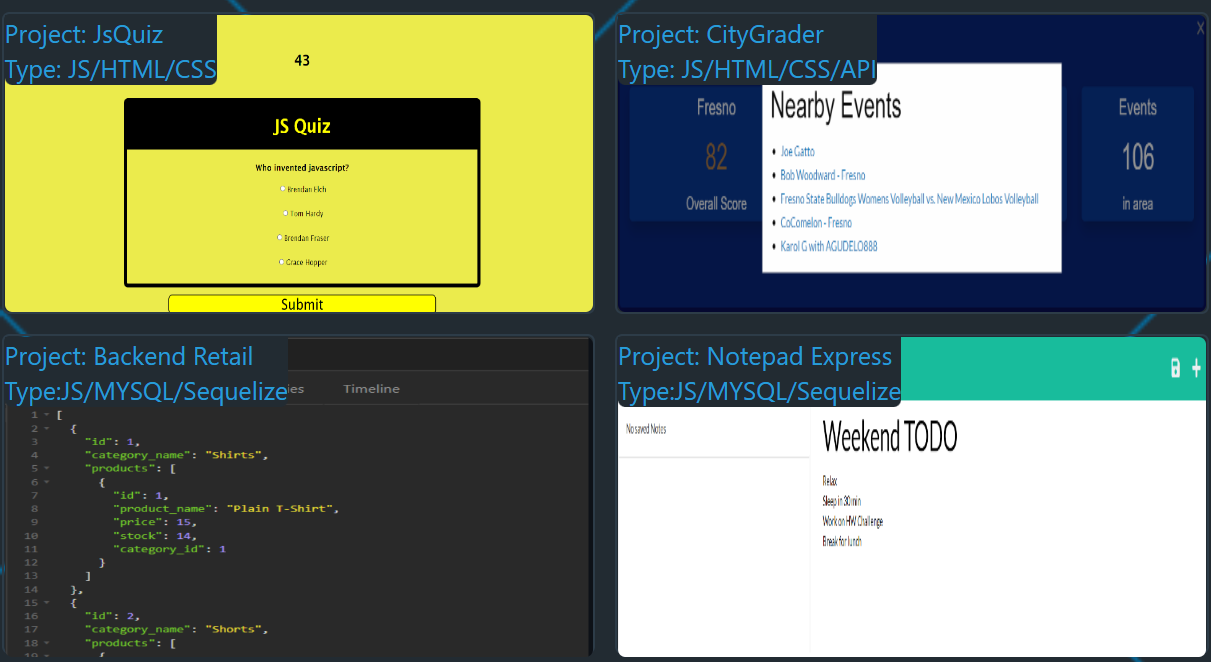 Project: JsQuiz
Type: JS/HTML/CSS
43
JS Quiz
Who invented javascript?
Brendan Eich
Tom Hardy
Brendan Fraser
Grace Hopper
Submit
Project: CityGrader
Type: JS/HTML/CSS/API
X
Fresno
82
Overall Score
Nearby Events
Joe Gatto
Bob Woodward - Fresno
Fresno State Bulldogs Womens Volleyball vs. New Mexico Lobos Volleyball
CoComelon - Fresno
Karol G with AGUDELO888
Events
106
in area
Project: Backend Retail
Type:JS/MYSQL/Sequelize
ies Timeline
1 [
2 {
3 "id": 1,
4 "category_name": "Shirts",
5 "products": [
6 {
7 "id": 1,
8 "product_name": "Plain T-Shirt",
9 "price": 15,
10 "stock": 14,
11 "category_id": 1
12 }
13 ]
14 },
15 {
16 "id": 2,
17 "category_name": "Shorts",
18 "products": [
19 {
Project: Notepad Express
Type:JS/MYSQL/Sequelize
+
No saved Notes
Weekend TODO
Relax
Sleep in 30 min
Work on HW Challenge
Break for lunch